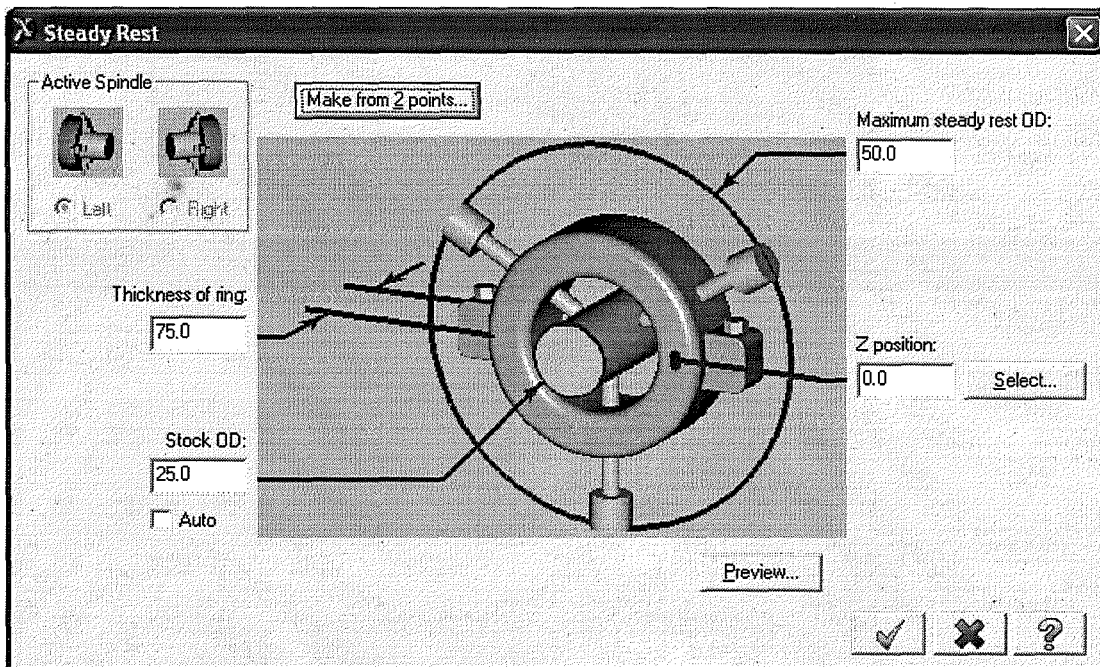 Steady Rest
Active Spindle
Left
Right
Make from 2 points...
Maximum steady rest OD:
50.0
Thickness of ring:
75.0
Z position:
0.0
Select...
Stock OD:
25.0
Auto
Preview...